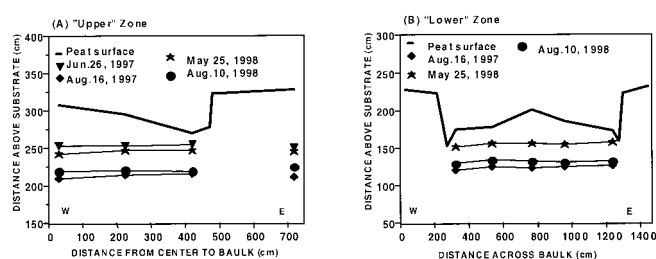 (A) "Upper" Zone
Peat surface
Jun.26, 1997
Aug.16, 1997
May 25, 1998
Aug.10, 1998
DISTANCE ABOVE SUBSTRATE (cm)
400
350
300
250
200
150
W
E
0 100 200 300 400 500 600 700 800
DISTANCE FROM CENTER TO BAULK (cm)
(B) "Lower" Zone
Peat surface
Aug.16, 1997
May 25, 1998
Aug.10, 1998
DISTANCE ABOVE SUBSTRATE (cm)
300
250
200
150
100
50
W
E
0 200 400 600 800 1000 1200 1400
DISTANCE ACROSS BAULK (cm)